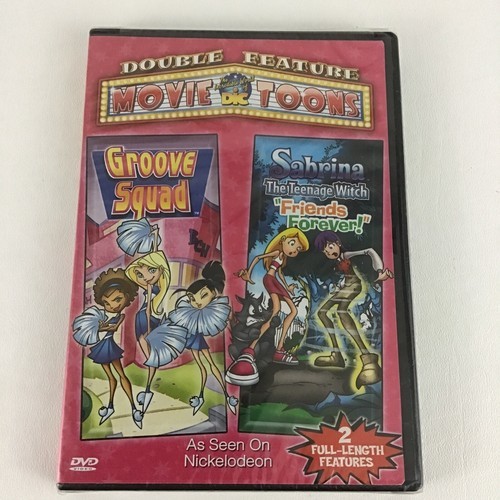 DOUBLE FEATURE
MOVIE DIC TOONS
Groove
Squad
Sabrina
The Teenage Witch
"Friends
Forever!"
As Seen On
Nickelodeon
2
FULL-LENGTH
FEATURES
DVD
VIDEO